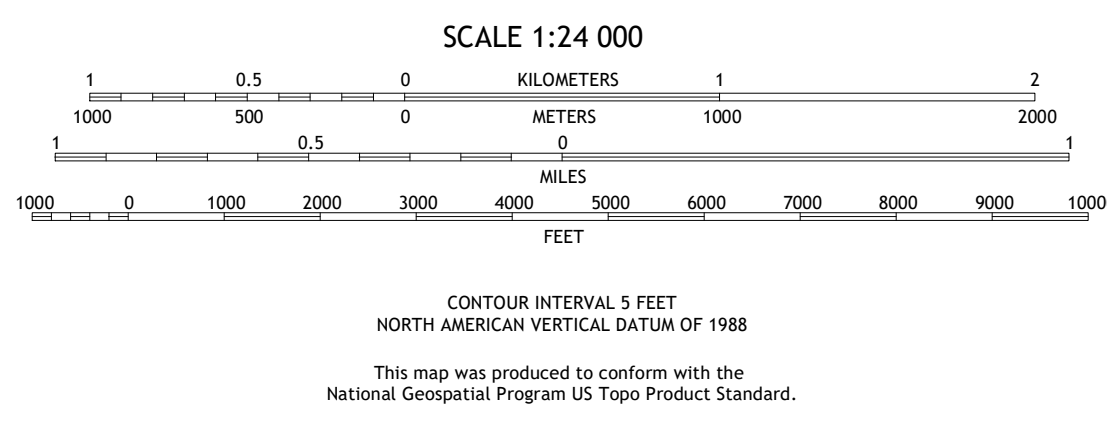 SCALE 1:24 000
1 0.5 0 KILOMETERS 1 2
1000 500 0 METERS 1000 2000
1 0.5 0 1
MILES
1000 0 1000 2000 3000 4000 5000 6000 7000 8000 9000 1000
FEET
CONTOUR INTERVAL 5 FEET
NORTH AMERICAN VERTICAL DATUM OF 1988
This map was produced to conform with the
National Geospatial Program US Topo Product Standard.